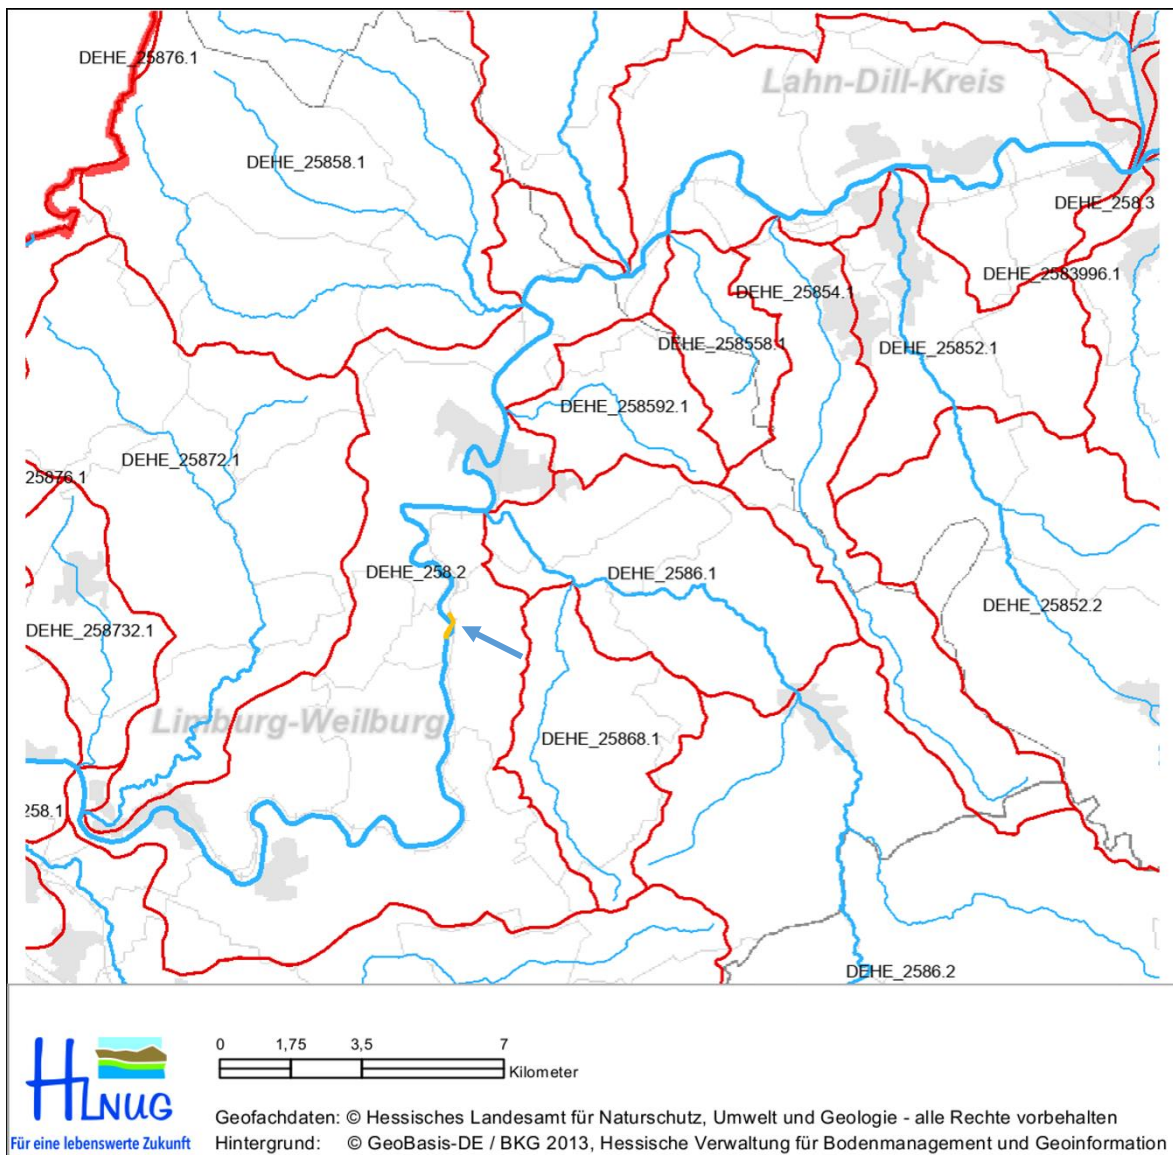 DEHE_25876.1
Lahn-Dill-Kreis
DEHE_25858.1
DEHE_258.3
DEHE_2583996.1
DEHE_25854.1
DEHE_258558.1
DEHE_25852.1
DEHE_258592.1
DEHE_25872.1
25876.1
DEHE_258.2
DEHE_2586.1
DEHE_25852.2
DEHE_258732.1
Limburg-Weilburg
DEHE_25868.1
258.1
DEHE_2586.2
HLNUG
Für eine lebenswerte Zukunft
0 1,75 3,5 7
Kilometer
Geofachdaten: © Hessisches Landesamt für Naturschutz, Umwelt und Geologie - alle Rechte vorbehalten
Hintergrund: © GeoBasis-DE / BKG 2013, Hessische Verwaltung für Bodenmanagement und Geoinformation